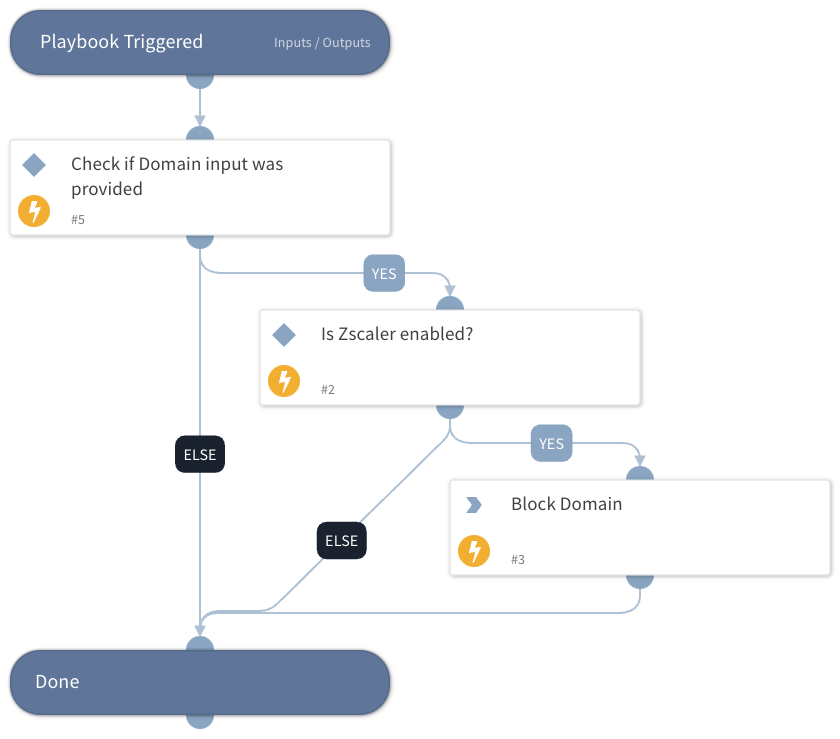 Playbook Triggered
Inputs / Outputs
Check if Domain input was
provided
#5
YES
Is Zscaler enabled?
#2
ELSE
YES
Block Domain
#3
ELSE
Done